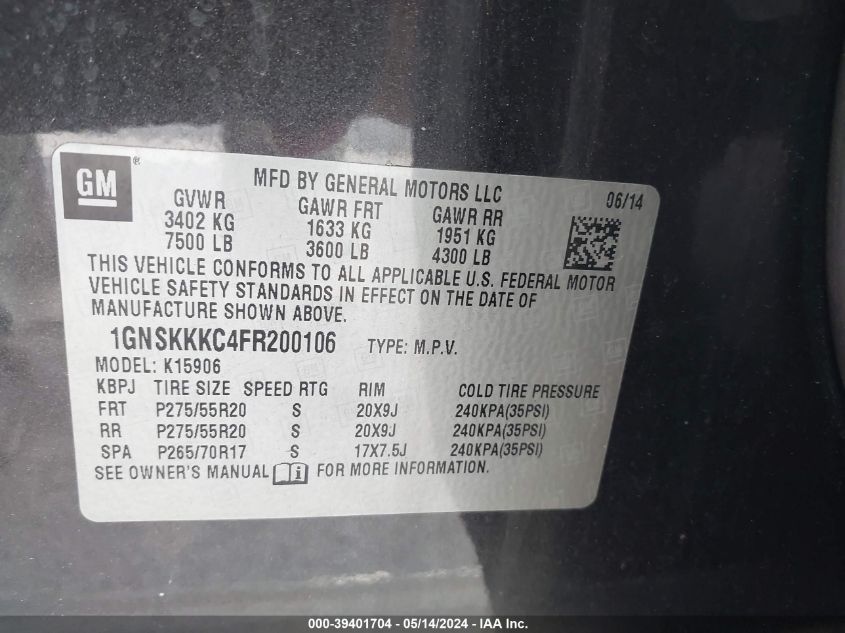 GM ®
MFD BY GENERAL MOTORS LLC 06/14
GVWR GAWR FRT GAWR RR
3402 KG 1633 KG 1951 KG
7500 LB 3600 LB 4300 LB
THIS VEHICLE CONFORMS TO ALL APPLICABLE U.S. FEDERAL MOTOR
VEHICLE SAFETY STANDARDS IN EFFECT ON THE DATE OF
MANUFACTURE SHOWN ABOVE.
1GNSKKKC4FR200106 TYPE: M.P.V.
MODEL: K15906
KBPJ TIRE SIZE SPEED RTG RIM COLD TIRE PRESSURE
FRT P275/55R20 S 20X9J 240KPA(35PSI)
RR P275/55R20 S 20X9J 240KPA(35PSI)
SPA P265/70R17 S 17X7.5J 240KPA(35PSI)
SEE OWNER'S MANUAL FOR MORE INFORMATION.
000-39401704 - 05/14/2024 - IAA Inc.